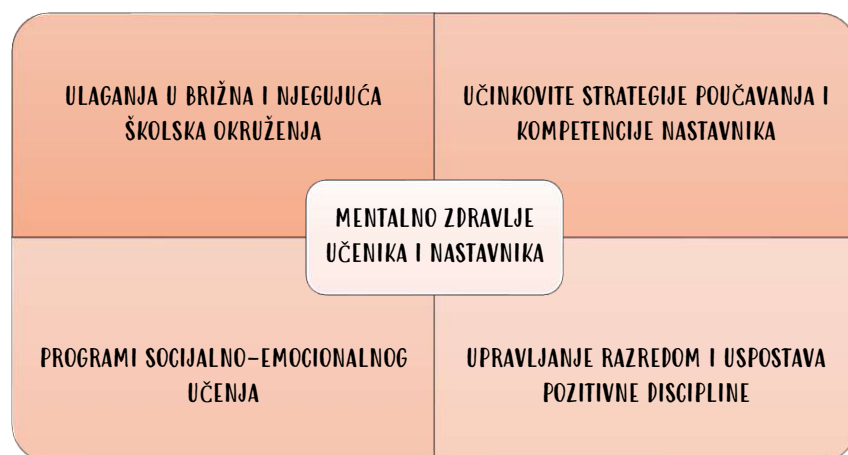 ULAGANJA U BRIŽNA I NJEGUJUĆA
ŠKOLSKA OKRUŽENJA
UČINKOVITE STRATEGIJE POUČAVANJA I
KOMPETENCIJE NASTAVNIKA
MENTALNO ZDRAVLJE
UČENIKA I NASTAVNIKA
PROGRAMI SOCIJALNO-EMOCIONALNOG
UČENJA
UPRAVLJANJE RAZREDOM I USPOSTAVA
POZITIVNE DISCIPLINE